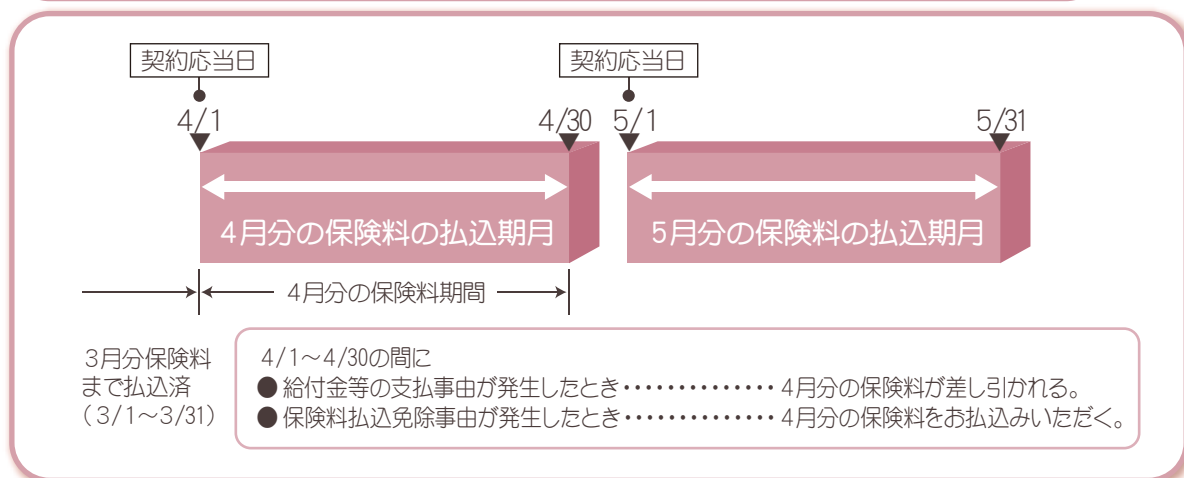 契約応当日
契約応当日
4/1
4/30
5/1
5/31
4月分の保険料の払込期月
5月分の保険料の払込期月
4月分の保険料期間
3月分保険料
まで払込済
(3/1〜3/31)
4/1〜4/30の間に
●給付金等の支払事由が発生したとき・・・・・・・・・・・・・・4月分の保険料が差し引かれる。
●保険料払込免除事由が発生したとき・・・・・・・・・・・・・・4月分の保険料をお払込みいただく。